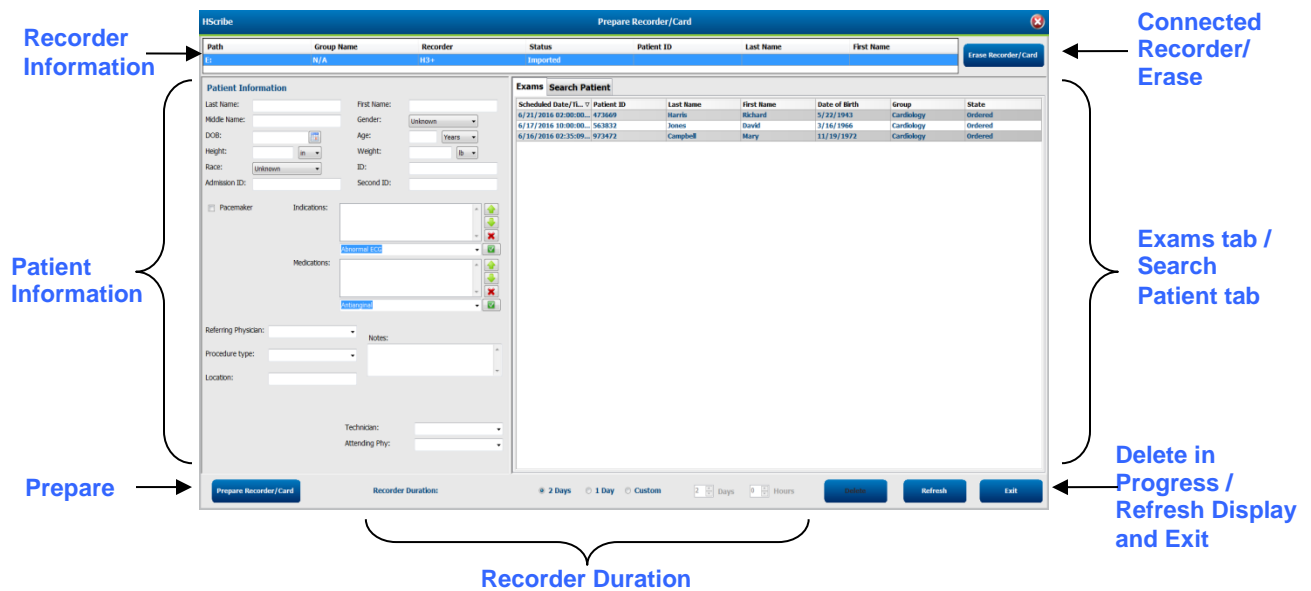 HScribe
Prepare Recorder/Card
Recorder
Information
Path Group Name Recorder Status Patient ID Last Name First Name
E: N/A H3+ Imported
Erase Recorder/Card
Connected
Recorder/
Erase
Patient Information
Last Name: First Name:
Middle Name: Gender: Unknown
DOB: Age: Years
Height: in Weight: lb
Race: Unknown ID:
Admission ID: Second ID:
Pacemaker Indications:
Abnormal ECG
Medications:
Antianginal
Referring Physician:
Notes:
Procedure type:
Location:
Technician:
Attending Phy:
Patient
Information
Exams Search Patient
Scheduled Date/Ti... Patient ID Last Name First Name Date of Birth Group State
6/21/2016 02:00:00... 473669 Harris Richard 5/22/1943 Cardiology Ordered
6/17/2016 10:00:00... 563832 Jones David 3/16/1966 Cardiology Ordered
6/16/2016 02:35:09... 973472 Campbell Mary 11/19/1972 Cardiology Ordered
Exams tab /
Search
Patient tab
Prepare
Prepare Recorder/Card Recorder Duration: 2 Days 1 Day Custom 2 Days 0 Hours Delete Refresh Exit
Delete in
Progress /
Refresh Display
and Exit
Recorder Duration